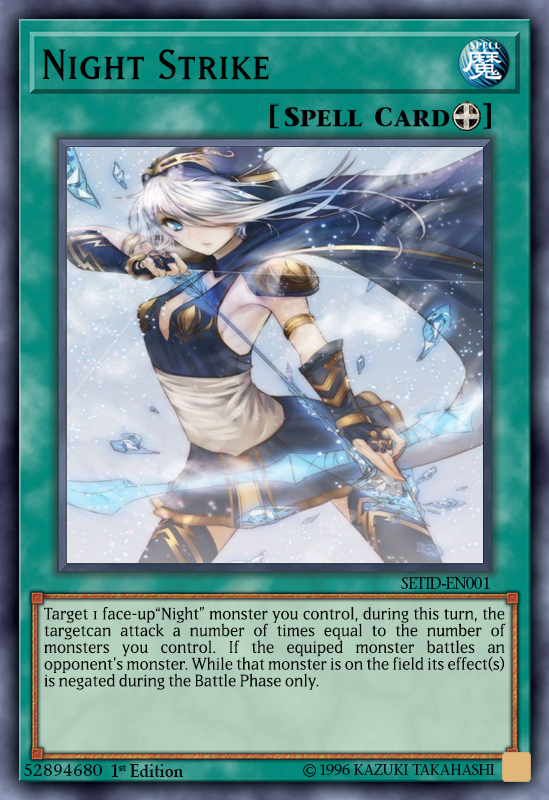 NIGHT STRIKE
SPELL
魔
[SPELL CARD]
SETID-EN001
Target 1 face-up“Night” monster you control, during this turn, the
targetcan attack a number of times equal to the number of
monsters you control. If the equiped monster battles an
opponent's monster. While that monster is on the field its effect(s)
is negated during the Battle Phase only.
52894680 1st Edition © 1996 KAZUKI TAKAHASHI